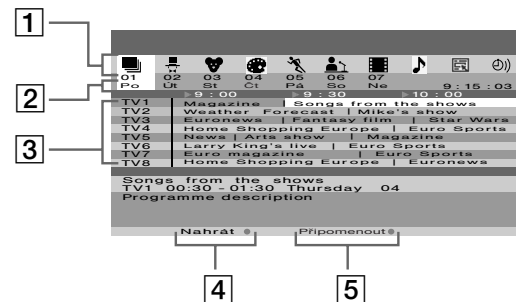 1
01 02 03 04 05 06 07
2
Po Út St Čt Pá So Ne 9:15:03
9:00 9:30 10:00
3
TV1 Magazine | Songs from the shows
TV2 Weather Forecast | Mike's show
TV3 Euronews | Fantasy film | Star Wars
TV4 Home Shopping Europe | Euro Sports
TV5 News | Arts show | Magazine
TV6 Larry King's live | Euro Sports
TV7 Euro magazine | Euro Sports
TV8 Home Shopping Europe | Euronews
Songs from the shows
TV1 00:30 - 01:30 Thursday 04
Programme description
Nahrát Připomenout
4 5